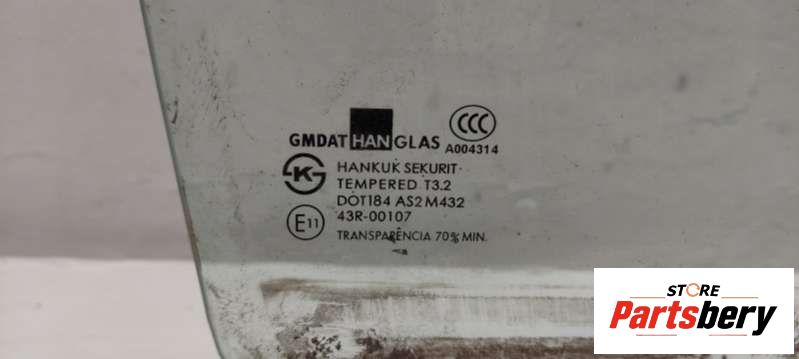 GMDAT HAN GLAS
CCC
A004314
K
HANKUK SEKURIT
TEMPERED T3.2
DOT184 AS2 M432
E11
43R-00107
TRANSPARÊNCIA 70% MIN.
STORE
Partsbery